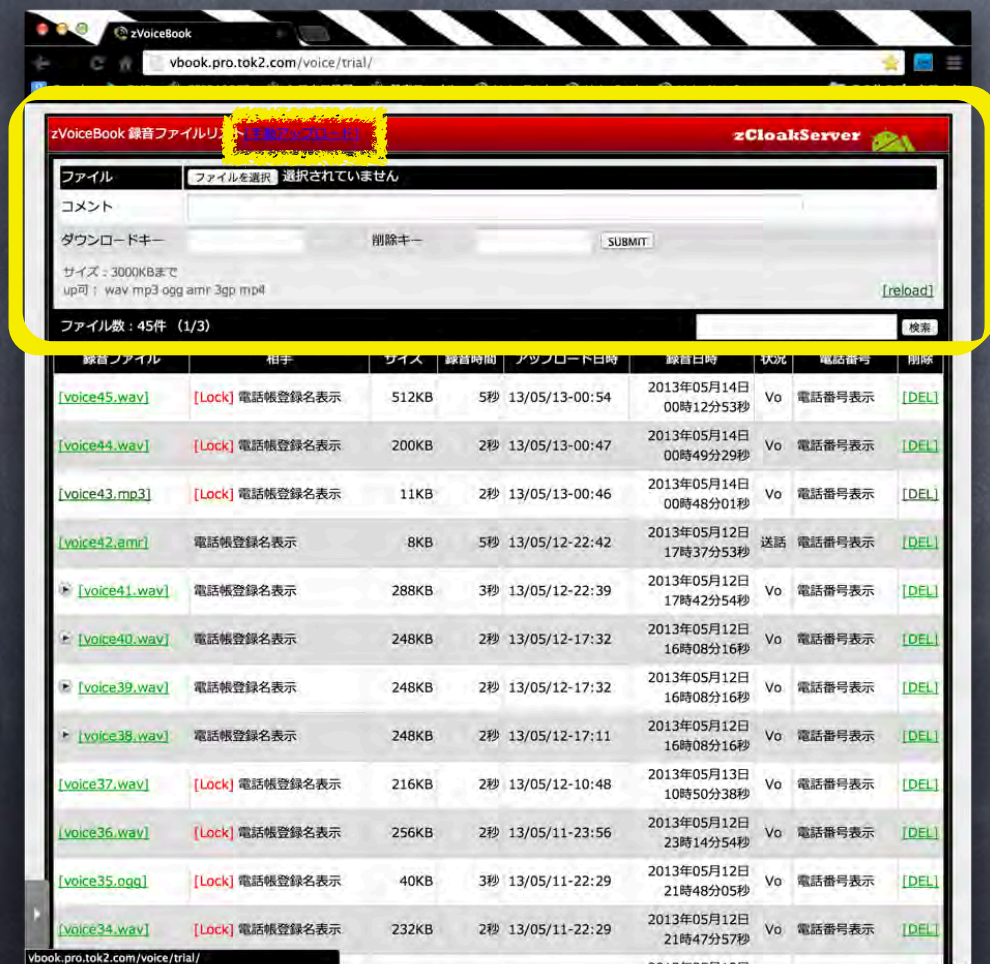 zVoiceBook
vbook.pro.tok2.com/voice/trial/
zVoiceBook 録音ファイルリスト [手動アップロード] zCloakServer
ファイル ファイルを選択 選択されていません
コメント
ダウンロードキー 削除キー SUBMIT
サイズ：3000KBまで
up可： wav mp3 ogg amr 3gp mp4 [reload]
ファイル数：45件 (1/3) 検索
録音ファイル 相手 サイズ 録音時間 アップロード日時 録音日時 状況 電話番号 削除
[voice45.wav] [Lock] 電話帳登録名表示 512KB 5秒 13/05/13-00:54 2013年05月14日 00時12分53秒 Vo 電話番号表示 [DEL]
[voice44.wav] [Lock] 電話帳登録名表示 200KB 2秒 13/05/13-00:47 2013年05月14日 00時49分29秒 Vo 電話番号表示 [DEL]
[voice43.mp3] [Lock] 電話帳登録名表示 11KB 2秒 13/05/13-00:46 2013年05月14日 00時48分01秒 Vo 電話番号表示 [DEL]
[voice42.amr] 電話帳登録名表示 8KB 5秒 13/05/12-22:42 2013年05月12日 17時37分53秒 送話 電話番号表示 [DEL]
[voice41.wav] 電話帳登録名表示 288KB 3秒 13/05/12-22:39 2013年05月12日 17時42分54秒 Vo 電話番号表示 [DEL]
[voice40.wav] 電話帳登録名表示 248KB 2秒 13/05/12-17:32 2013年05月12日 16時08分16秒 Vo 電話番号表示 [DEL]
[voice39.wav] 電話帳登録名表示 248KB 2秒 13/05/12-17:32 2013年05月12日 16時08分16秒 Vo 電話番号表示 [DEL]
[voice38.wav] 電話帳登録名表示 248KB 2秒 13/05/12-17:11 2013年05月12日 16時08分16秒 Vo 電話番号表示 [DEL]
[voice37.wav] [Lock] 電話帳登録名表示 216KB 2秒 13/05/12-10:48 2013年05月13日 10時50分38秒 Vo 電話番号表示 [DEL]
[voice36.wav] [Lock] 電話帳登録名表示 256KB 2秒 13/05/11-23:56 2013年05月12日 23時14分54秒 Vo 電話番号表示 [DEL]
[voice35.ogg] [Lock] 電話帳登録名表示 40KB 3秒 13/05/11-22:29 2013年05月12日 21時48分05秒 Vo 電話番号表示 [DEL]
[voice34.wav] [Lock] 電話帳登録名表示 232KB 2秒 13/05/11-22:29 2013年05月12日 21時47分57秒 Vo 電話番号表示 [DEL]
vbook.pro.tok2.com/voice/trial/